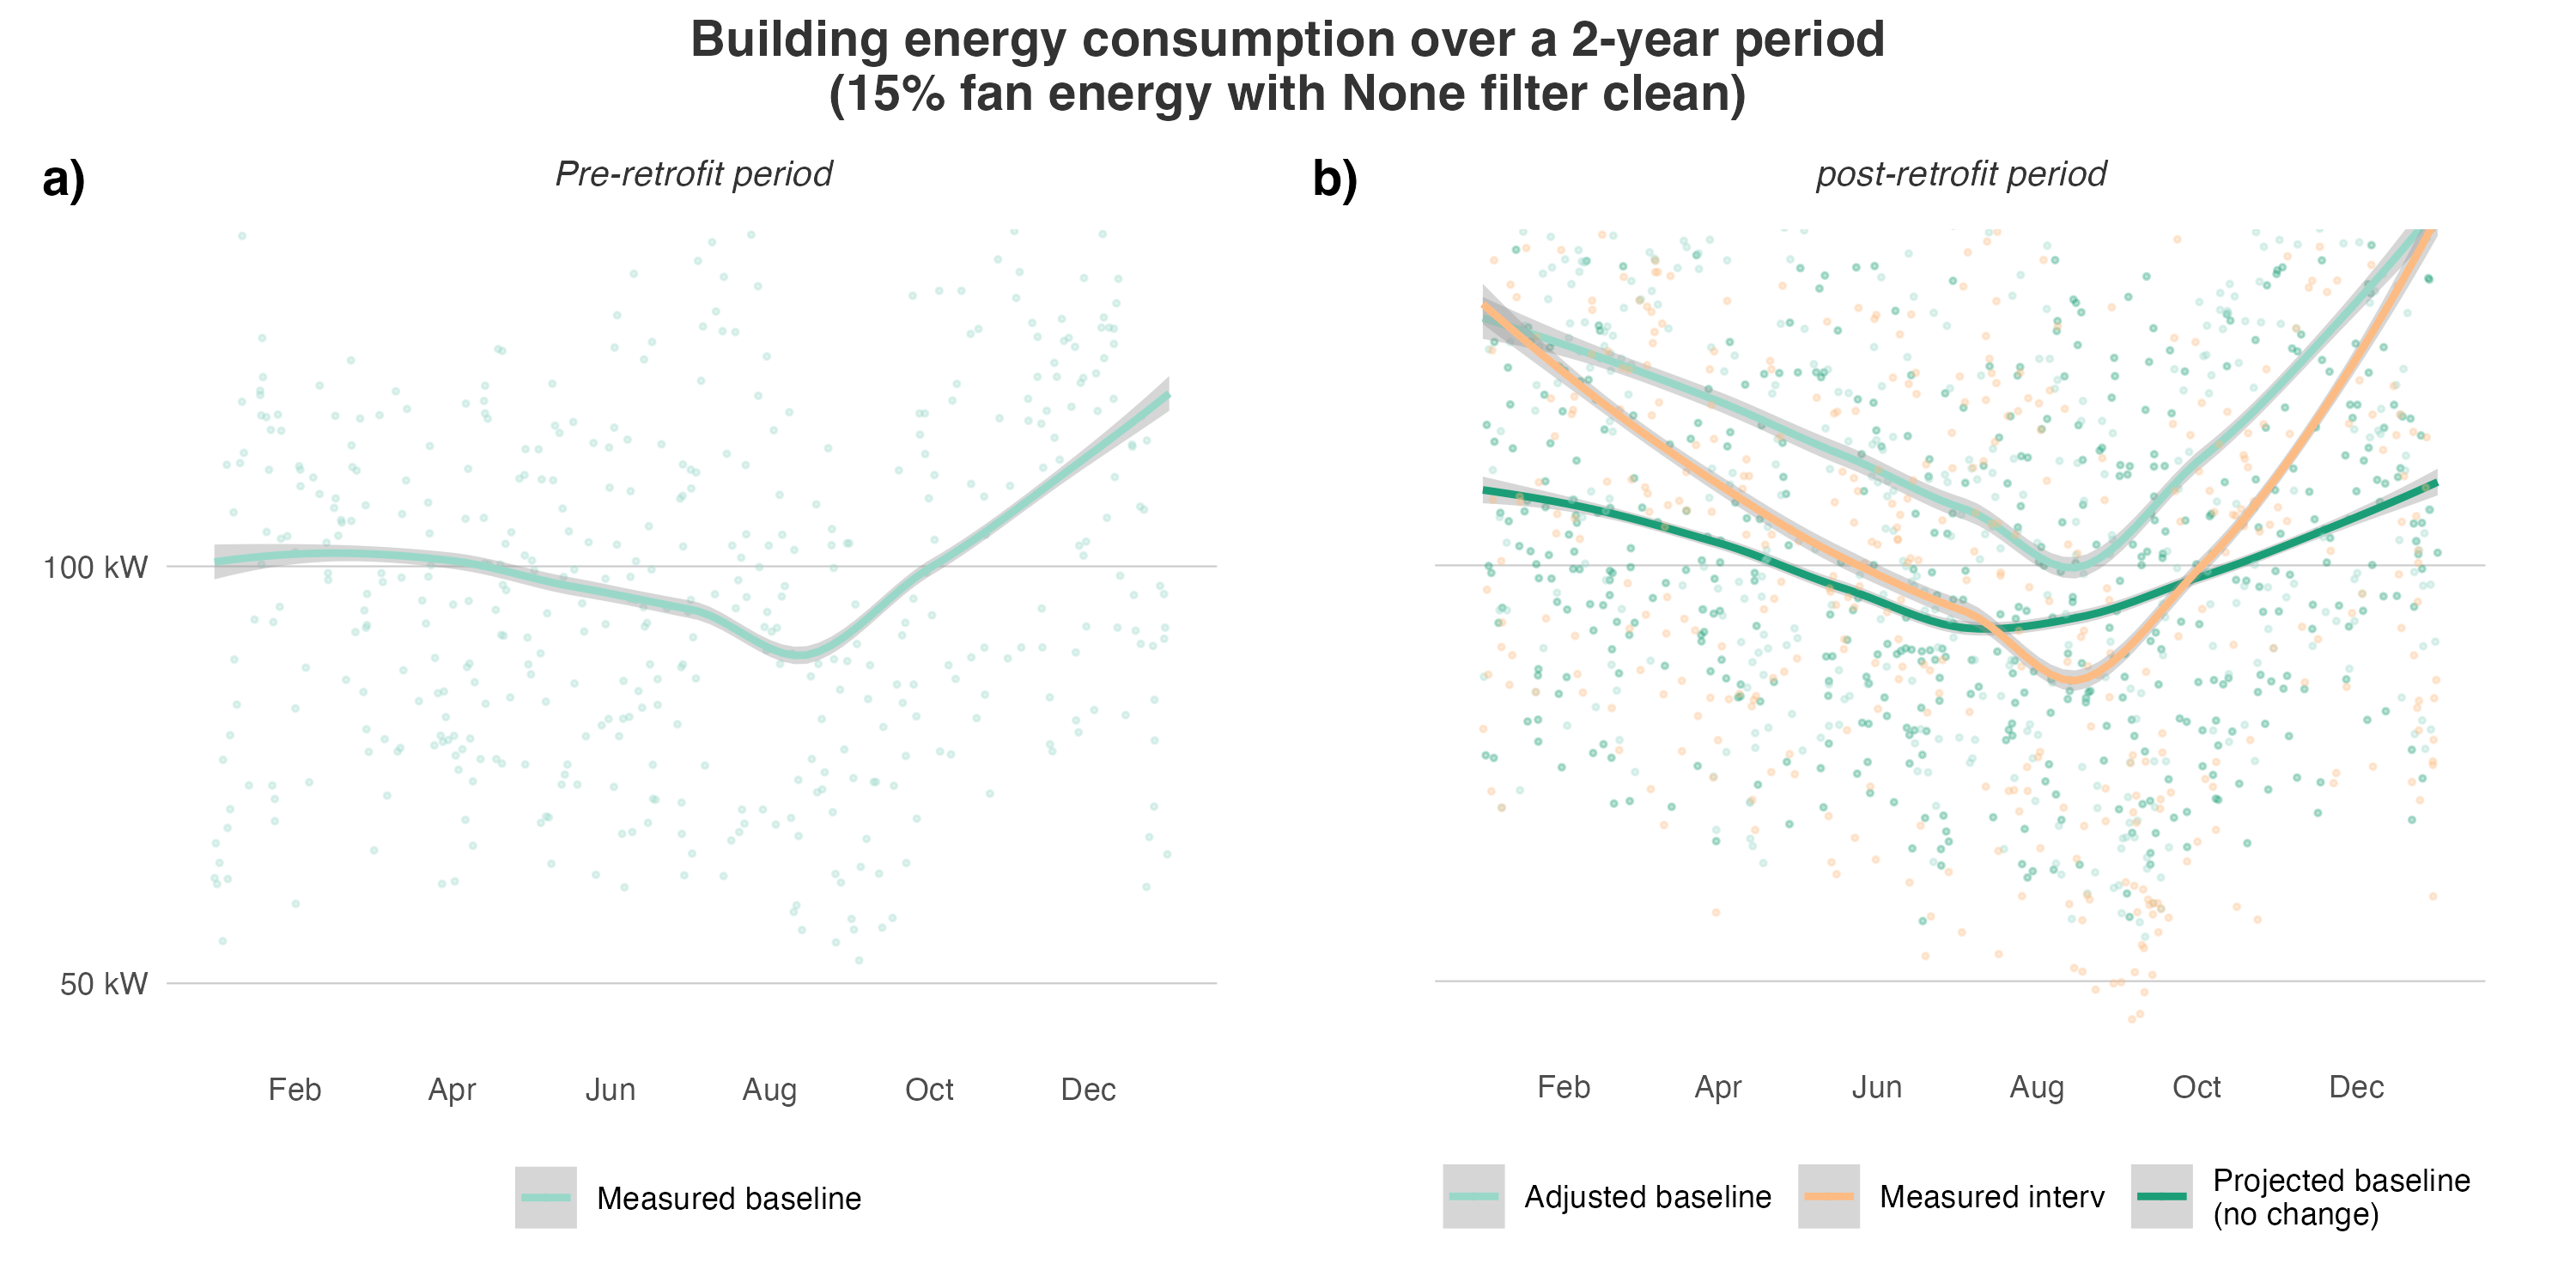 Building energy consumption over a 2-year period
(15% fan energy with None filter clean)
a)
Pre-retrofit period
100 kW
50 kW
Feb Apr Jun Aug Oct Dec
Measured baseline
b)
post-retrofit period
Feb Apr Jun Aug Oct Dec
Adjusted baseline
Measured interv
Projected baseline
(no change)